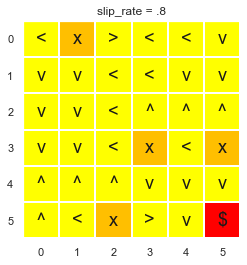 slip_rate = .8
0 < x > < < v
1 v v < < v v
2 v v < ^ ^ ^
3 v v < x < x
4 ^ ^ ^ v v v
5 ^ < x > v $
0 1 2 3 4 5